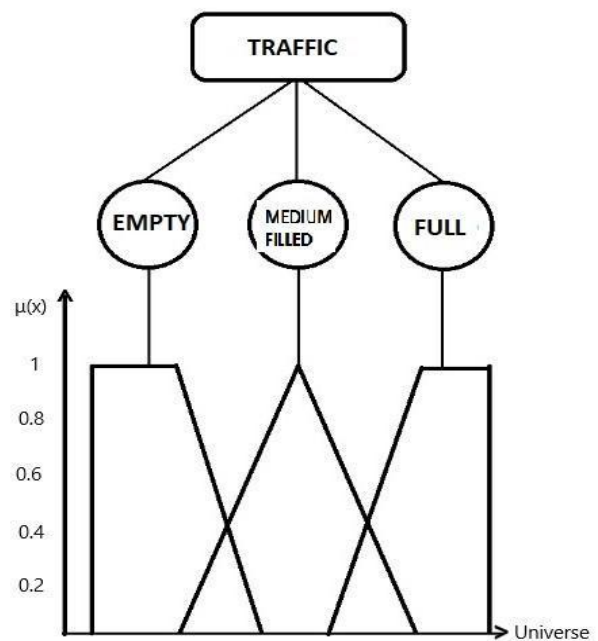 TRAFFIC
EMPTY
MEDIUM
FILLED
FULL
μ(x)
1
0.8
0.6
0.4
0.2
Universe